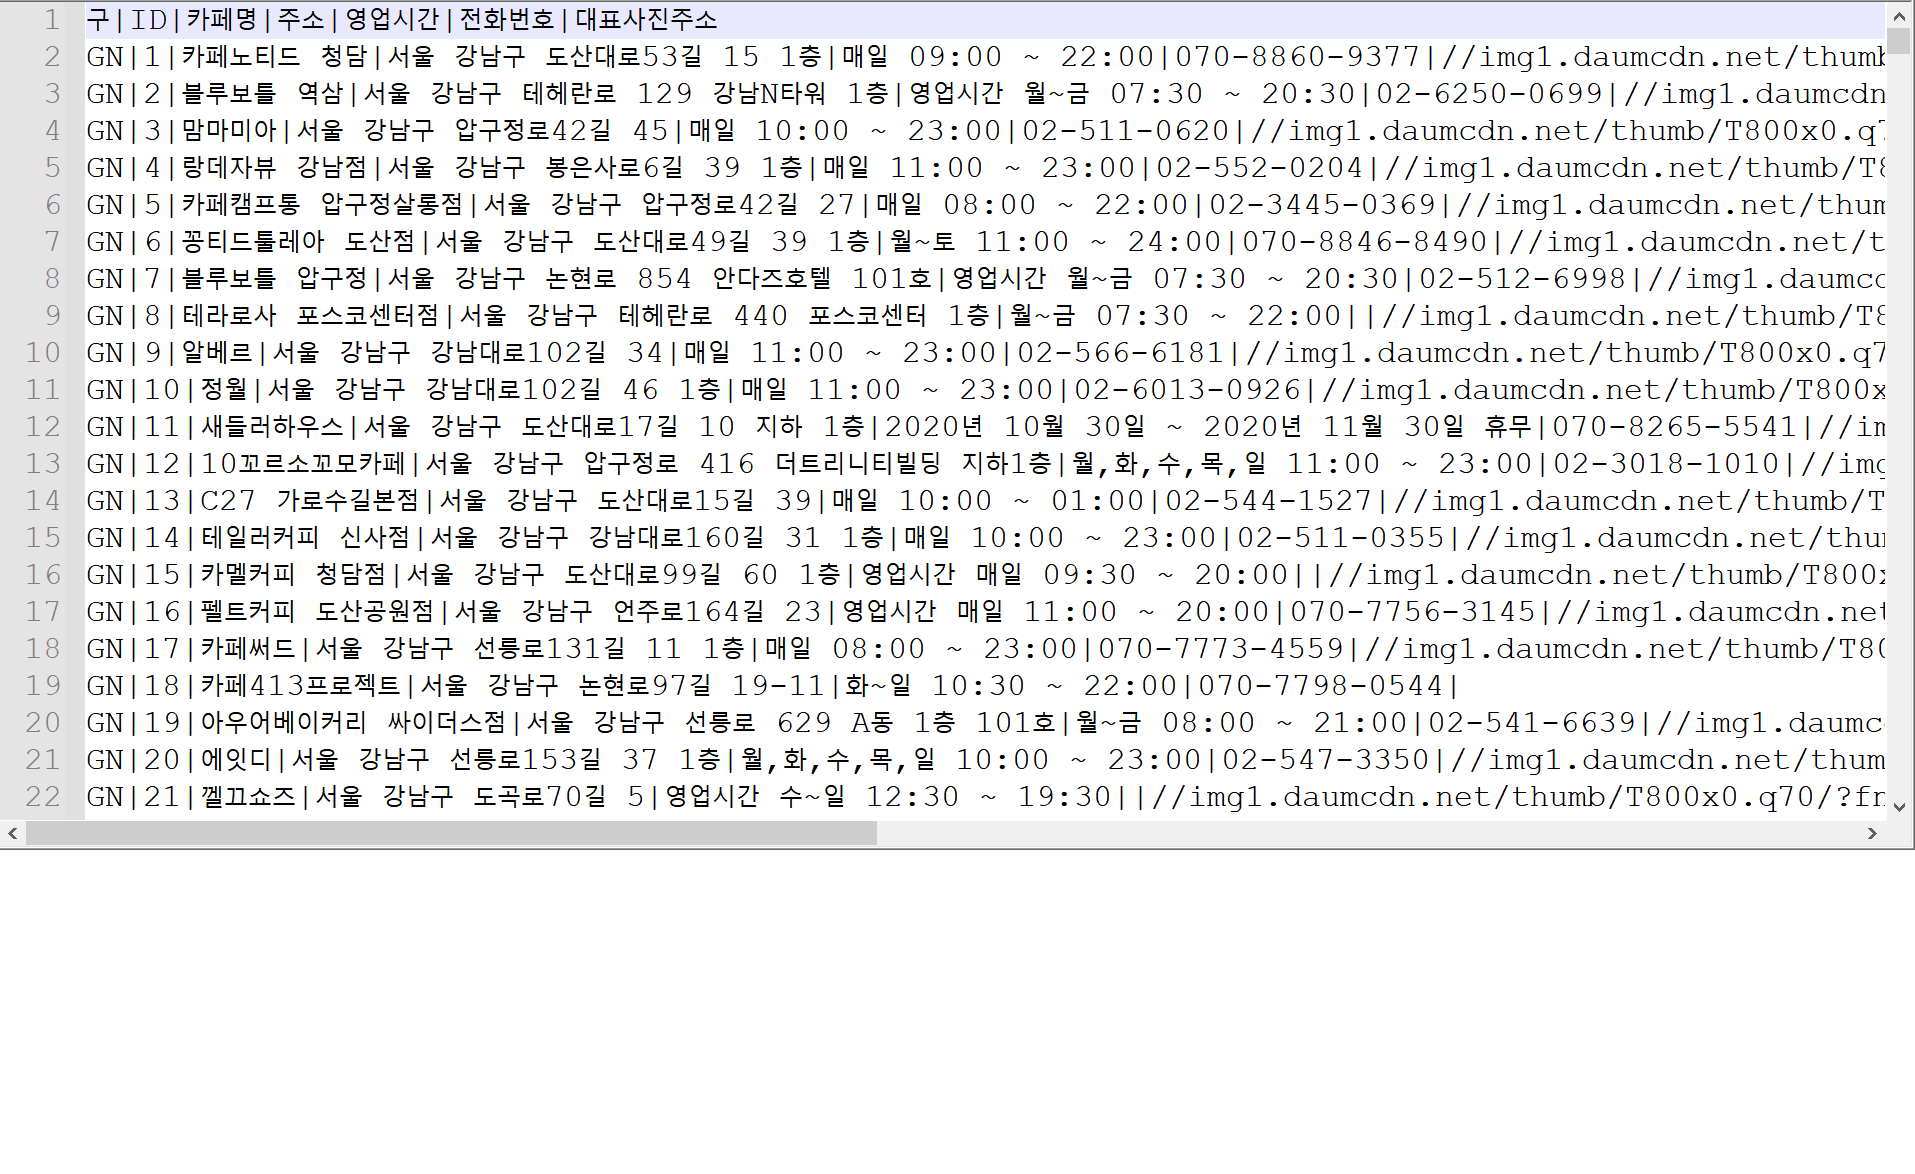 1 구|ID|카페명|주소|영업시간|전화번호|대표사진주소
2 GN|1|카페노티드 청담|서울 강남구 도산대로53길 15 1층|매일 09:00 ~ 22:00|070-8860-9377|//img1.daumcdn.net/thumb
3 GN|2|블루보틀 역삼|서울 강남구 테헤란로 129 강남N타워 1층|영업시간 월~금 07:30 ~ 20:30|02-6250-0699|//img1.daumcdn
4 GN|3|맘마미아|서울 강남구 압구정로42길 45|매일 10:00 ~ 23:00|02-511-0620|//img1.daumcdn.net/thumb/T800x0.q7
5 GN|4|랑데자뷰 강남점|서울 강남구 봉은사로6길 39 1층|매일 11:00 ~ 23:00|02-552-0204|//img1.daumcdn.net/thumb/T8
6 GN|5|카페캠프통 압구정살롱점|서울 강남구 압구정로42길 27|매일 08:00 ~ 22:00|02-3445-0369|//img1.daumcdn.net/thum
7 GN|6|꽁티드툴레아 도산점|서울 강남구 도산대로49길 39 1층|월~토 11:00 ~ 24:00|070-8846-8490|//img1.daumcdn.net/t
8 GN|7|블루보틀 압구정|서울 강남구 논현로 854 안다즈호텔 101호|영업시간 월~금 07:30 ~ 20:30|02-512-6998|//img1.daumc
9 GN|8|테라로사 포스코센터점|서울 강남구 테헤란로 440 포스코센터 1층|월~금 07:30 ~ 22:00||//img1.daumcdn.net/thumb/T8
10 GN|9|알베르|서울 강남구 강남대로102길 34|매일 11:00 ~ 23:00|02-566-6181|//img1.daumcdn.net/thumb/T800x0.q7
11 GN|10|정월|서울 강남구 강남대로102길 46 1층|매일 11:00 ~ 23:00|02-6013-0926|//img1.daumcdn.net/thumb/T800x
12 GN|11|새들러하우스|서울 강남구 도산대로17길 10 지하 1층|2020년 10월 30일 ~ 2020년 11월 30일 휴무|070-8265-5541|//im
13 GN|12|10꼬르소꼬모카페|서울 강남구 압구정로 416 더트리니티빌딩 지하1층|월,화,수,목,일 11:00 ~ 23:00|02-3018-1010|//img
14 GN|13|C27 가로수길본점|서울 강남구 도산대로15길 39|매일 10:00 ~ 01:00|02-544-1527|//img1.daumcdn.net/thumb/T
15 GN|14|테일러커피 신사점|서울 강남구 강남대로160길 31 1층|매일 10:00 ~ 23:00|02-511-0355|//img1.daumcdn.net/thu
16 GN|15|카멜커피 청담점|서울 강남구 도산대로99길 60 1층|영업시간 매일 09:30 ~ 20:00||//img1.daumcdn.net/thumb/T800x
17 GN|16|펠트커피 도산공원점|서울 강남구 언주로164길 23|영업시간 매일 11:00 ~ 20:00|070-7756-3145|//img1.daumcdn.net
18 GN|17|카페써드|서울 강남구 선릉로131길 11 1층|매일 08:00 ~ 23:00|070-7773-4559|//img1.daumcdn.net/thumb/T80
19 GN|18|카페413프로젝트|서울 강남구 논현로97길 19-11|화~일 10:30 ~ 22:00|070-7798-0544|
20 GN|19|아우어베이커리 싸이더스점|서울 강남구 선릉로 629 A동 1층 101호|월~금 08:00 ~ 21:00|02-541-6639|//img1.daumc
21 GN|20|에잇디|서울 강남구 선릉로153길 37 1층|월,화,수,목,일 10:00 ~ 23:00|02-547-3350|//img1.daumcdn.net/thum
22 GN|21|껠끄쇼즈|서울 강남구 도곡로70길 5|영업시간 수~일 12:30 ~ 19:30||//img1.daumcdn.net/thumb/T800x0.q70/?fn